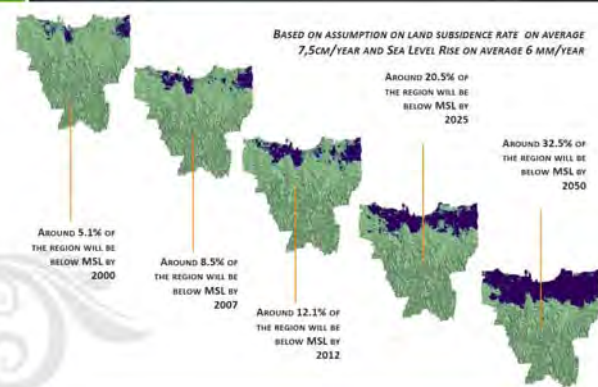 BASED ON ASSUMPTION ON LAND SUBSIDENCE RATE ON AVERAGE
7,5CM/YEAR AND SEA LEVEL RISE ON AVERAGE 6 MM/YEAR
AROUND 5.1% OF
THE REGION WILL BE
BELOW MSL BY
2000
AROUND 8.5% OF
THE REGION WILL BE
BELOW MSL BY
2007
AROUND 12.1% OF
THE REGION WILL BE
BELOW MSL BY
2012
AROUND 20.5% OF
THE REGION WILL BE
BELOW MSL BY
2025
AROUND 32.5% OF
THE REGION WILL BE
BELOW MSL BY
2050